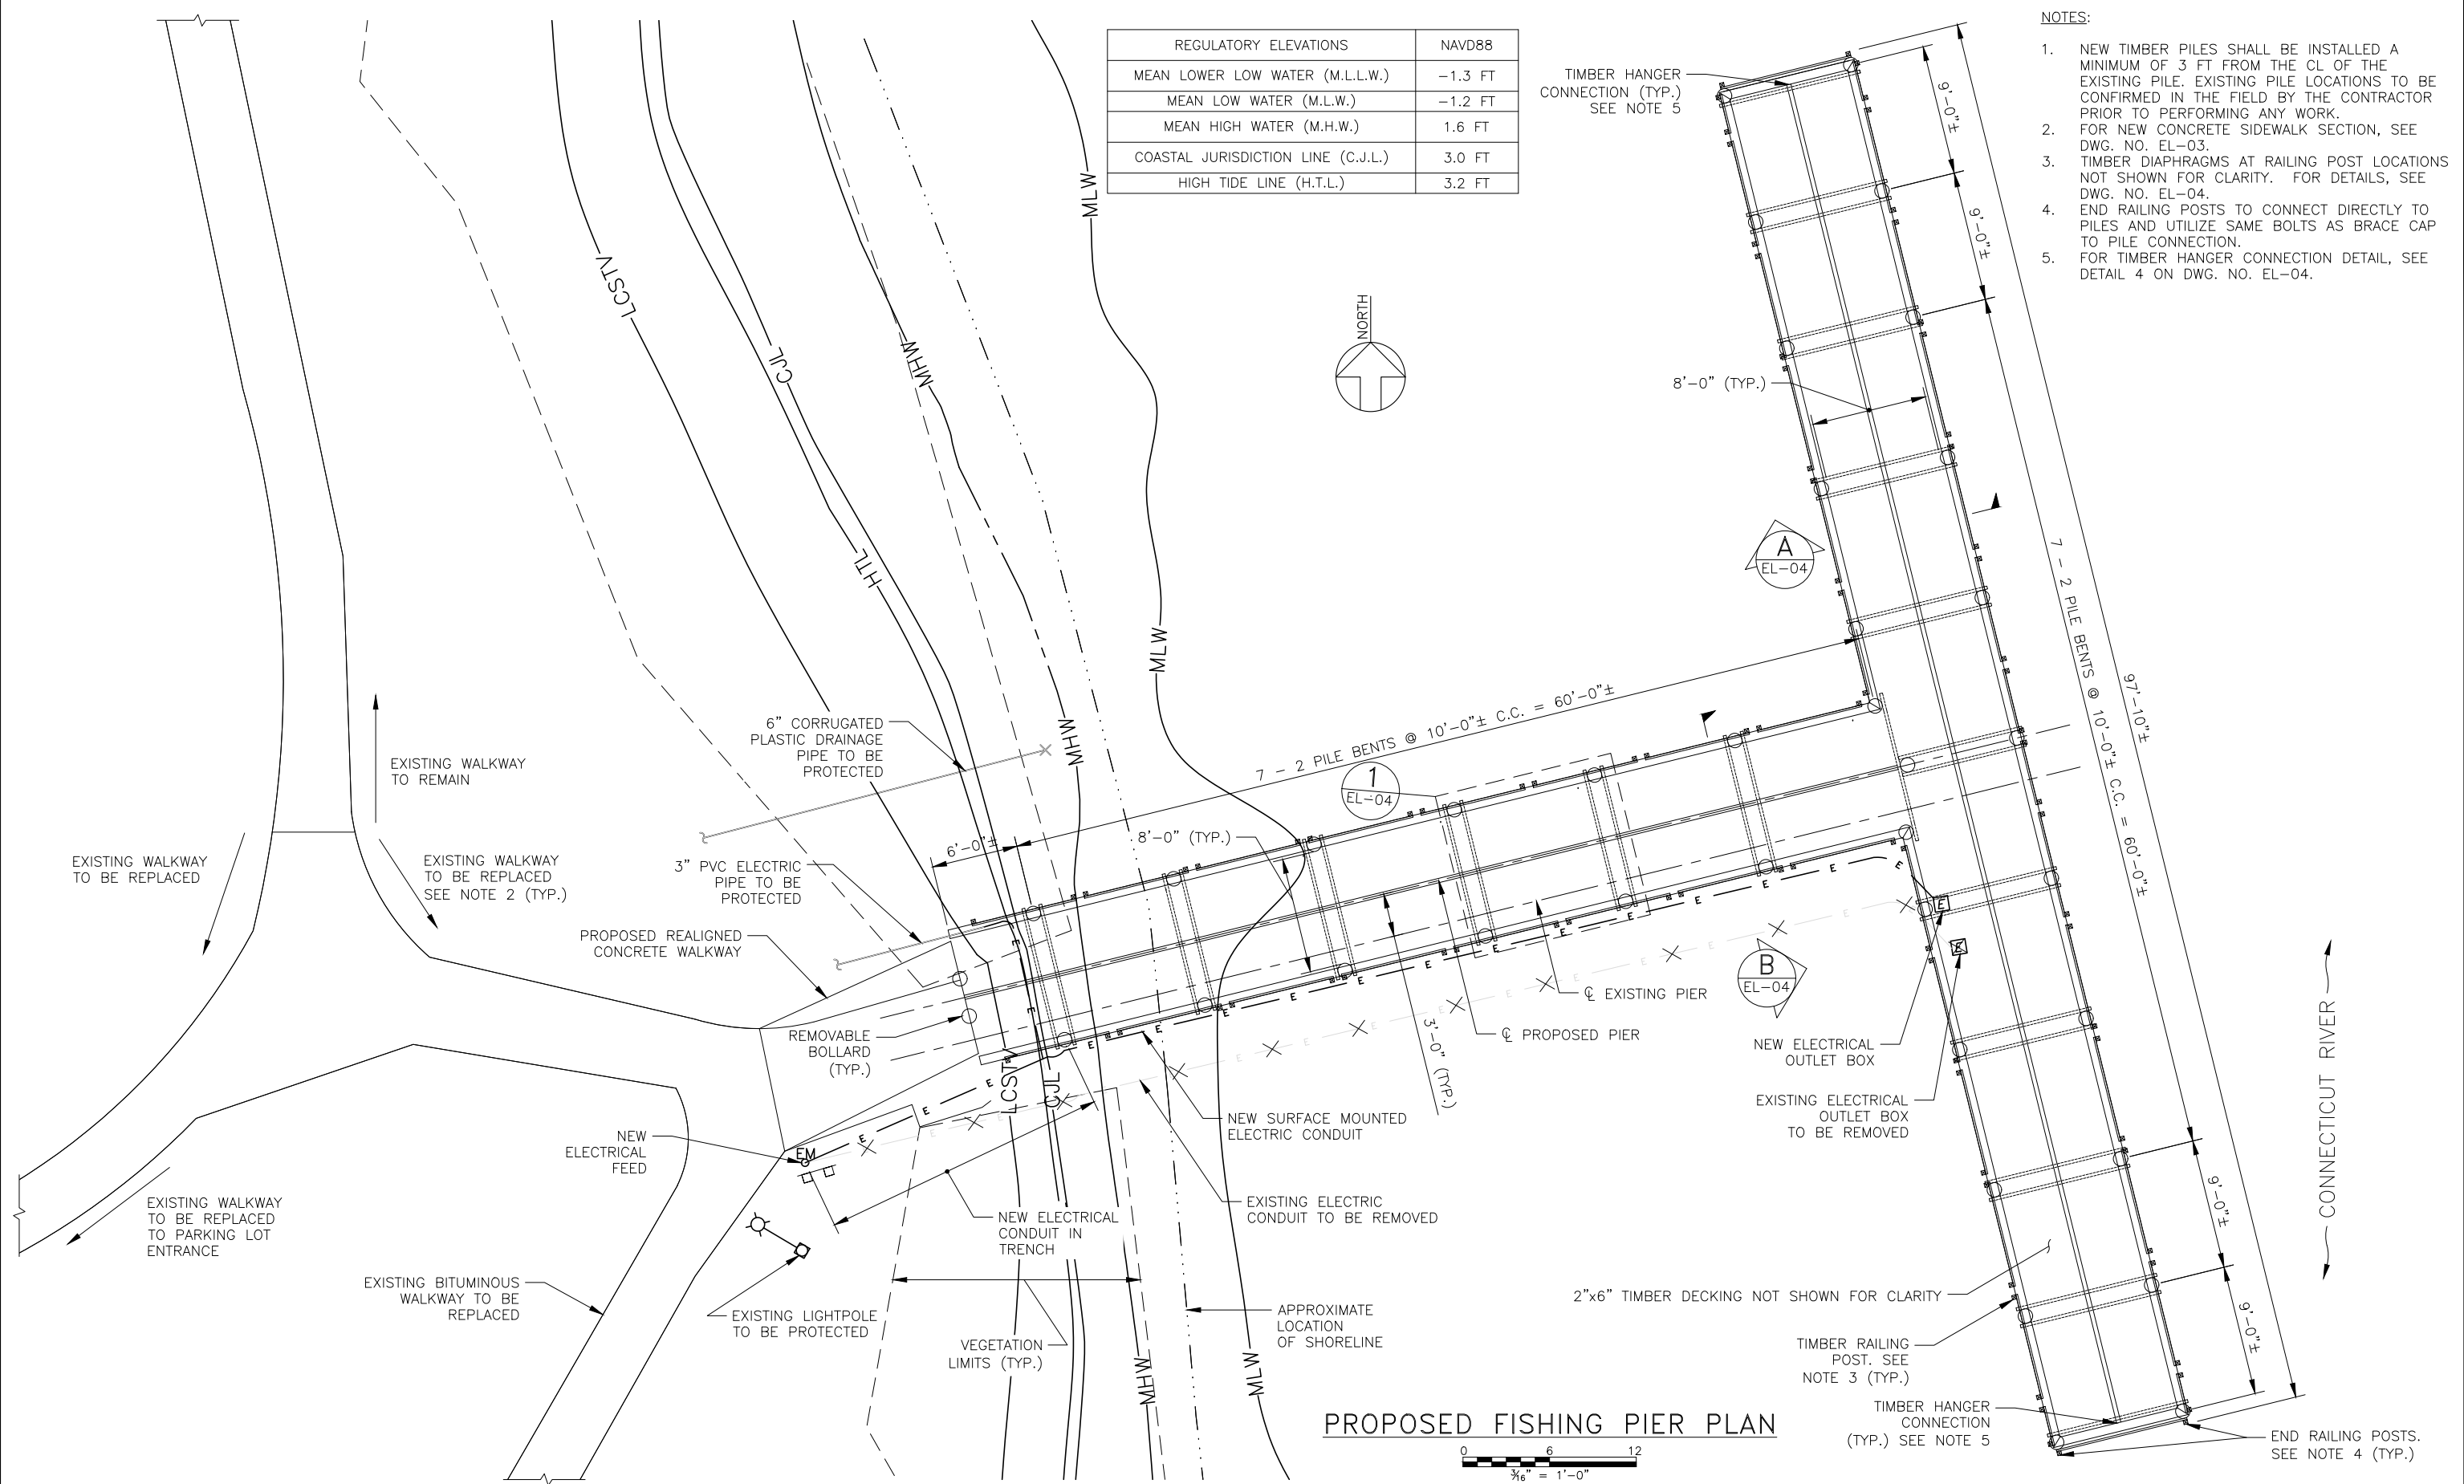 REGULATORY ELEVATIONS NAVD88
MEAN LOWER LOW WATER (M.L.L.W.) −1.3 FT
MEAN LOW WATER (M.L.W.) −1.2 FT
MEAN HIGH WATER (M.H.W.) 1.6 FT
COASTAL JURISDICTION LINE (C.J.L.) 3.0 FT
HIGH TIDE LINE (H.T.L.) 3.2 FT
NOTES:
1. NEW TIMBER PILES SHALL BE INSTALLED A
MINIMUM OF 3 FT FROM THE CL OF THE
EXISTING PILE. EXISTING PILE LOCATIONS TO BE
CONFIRMED IN THE FIELD BY THE CONTRACTOR
PRIOR TO PERFORMING ANY WORK.
2. FOR NEW CONCRETE SIDEWALK SECTION, SEE
DWG. NO. EL−03.
3. TIMBER DIAPHRAGMS AT RAILING POST LOCATIONS
NOT SHOWN FOR CLARITY. FOR DETAILS, SEE
DWG. NO. EL−04.
4. END RAILING POSTS TO CONNECT DIRECTLY TO
PILES AND UTILIZE SAME BOLTS AS BRACE CAP
TO PILE CONNECTION.
5. FOR TIMBER HANGER CONNECTION DETAIL, SEE
DETAIL 4 ON DWG. NO. EL−04.
TIMBER HANGER
CONNECTION (TYP.)
SEE NOTE 5
9'−0"±
9'−0"±
MLW
LCSTV
CJL
MHW
NORTH
8'−0" (TYP.)
HTL
A
EL−04
7 − 2 PILE BENTS @ 10'−0"± C.C. = 60'−0"±
97'−10"±
MLW
MHW
6" CORRUGATED
PLASTIC DRAINAGE
PIPE TO BE
PROTECTED
7 − 2 PILE BENTS @ 10'−0"± C.C. = 60'−0"±
1
EL−04
EXISTING WALKWAY
TO REMAIN
EXISTING WALKWAY
TO BE REPLACED
EXISTING WALKWAY
TO BE REPLACED
SEE NOTE 2 (TYP.)
6'−0"±
8'−0" (TYP.)
3" PVC ELECTRIC
PIPE TO BE
PROTECTED
PROPOSED REALIGNED
CONCRETE WALKWAY
REMOVABLE
BOLLARD
(TYP.)
B
EL−04
℄ EXISTING PIER
℄ PROPOSED PIER
3'−0" (TYP.)
NEW ELECTRICAL
OUTLET BOX
EXISTING ELECTRICAL
OUTLET BOX
TO BE REMOVED
LCST
CJL
NEW SURFACE MOUNTED
ELECTRIC CONDUIT
NEW
ELECTRICAL
FEED
EM
E E E E E E E E E E E E E E E E
EXISTING WALKWAY
TO BE REPLACED
TO PARKING LOT
ENTRANCE
EXISTING ELECTRIC
CONDUIT TO BE REMOVED
NEW ELECTRICAL
CONDUIT IN
TRENCH
EXISTING BITUMINOUS
WALKWAY TO BE
REPLACED
EXISTING LIGHTPOLE
TO BE PROTECTED
VEGETATION
LIMITS (TYP.)
APPROXIMATE
LOCATION
OF SHORELINE
MHW
MLW
CONNECTICUT RIVER
9'−0"±
9'−0"±
2"x6" TIMBER DECKING NOT SHOWN FOR CLARITY
TIMBER RAILING
POST. SEE
NOTE 3 (TYP.)
TIMBER HANGER
CONNECTION
(TYP.) SEE NOTE 5
END RAILING POSTS.
SEE NOTE 4 (TYP.)
PROPOSED FISHING PIER PLAN
0 6 12
3/16" = 1'−0"